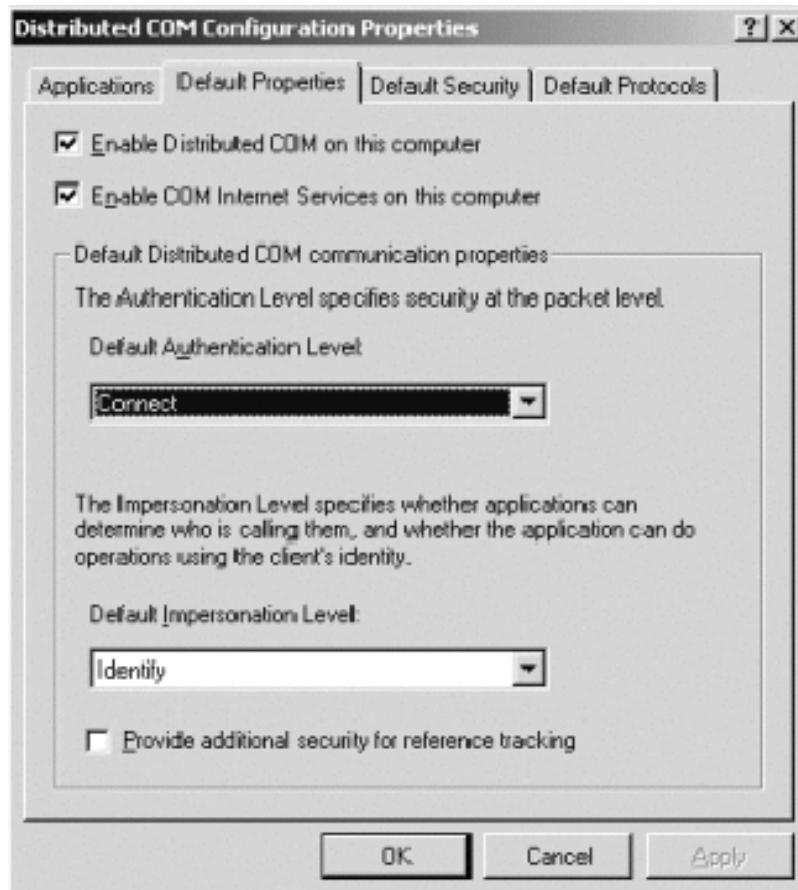 Distributed COM Configuration Properties
Applications
Default Properties
Default Security
Default Protocols
Enable Distributed COM on this computer
Enable COM Internet Services on this computer
Default Distributed COM communication properties
The Authentication Level specifies security at the packet level.
Default Authentication Level:
Connect
The Impersonation Level specifies whether applications can
determine who is calling them, and whether the application can do
operations using the client's identity.
Default Impersonation Level:
Identify
Provide additional security for reference tracking
OK
Cancel
Apply